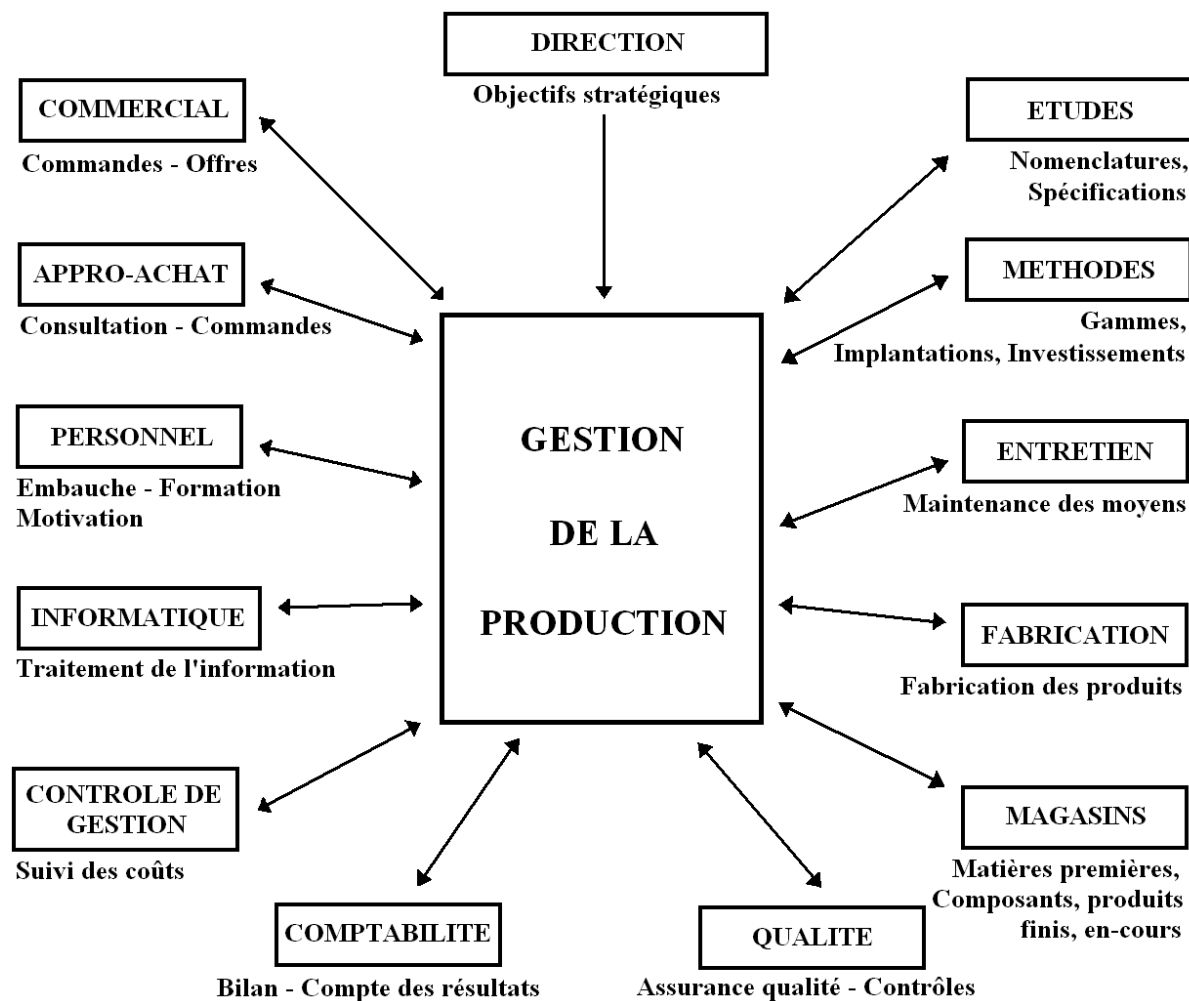 DIRECTION
Objectifs stratégiques
COMMERCIAL
Commandes - Offres
APPRO-ACHAT
Consultation - Commandes
PERSONNEL
Embauche - Formation
Motivation
INFORMATIQUE
Traitement de l'information
CONTROLE DE
GESTION
Suivi des coûts
COMPTABILITE
Bilan - Compte des résultats
GESTION
DE LA
PRODUCTION
ETUDES
Nomenclatures,
Spécifications
METHODES
Gammes,
Implantations, Investissements
ENTRETIEN
Maintenance des moyens
FABRICATION
Fabrication des produits
MAGASINS
Matières premières,
Composants, produits
finis, en-cours
QUALITE
Assurance qualité - Contrôles